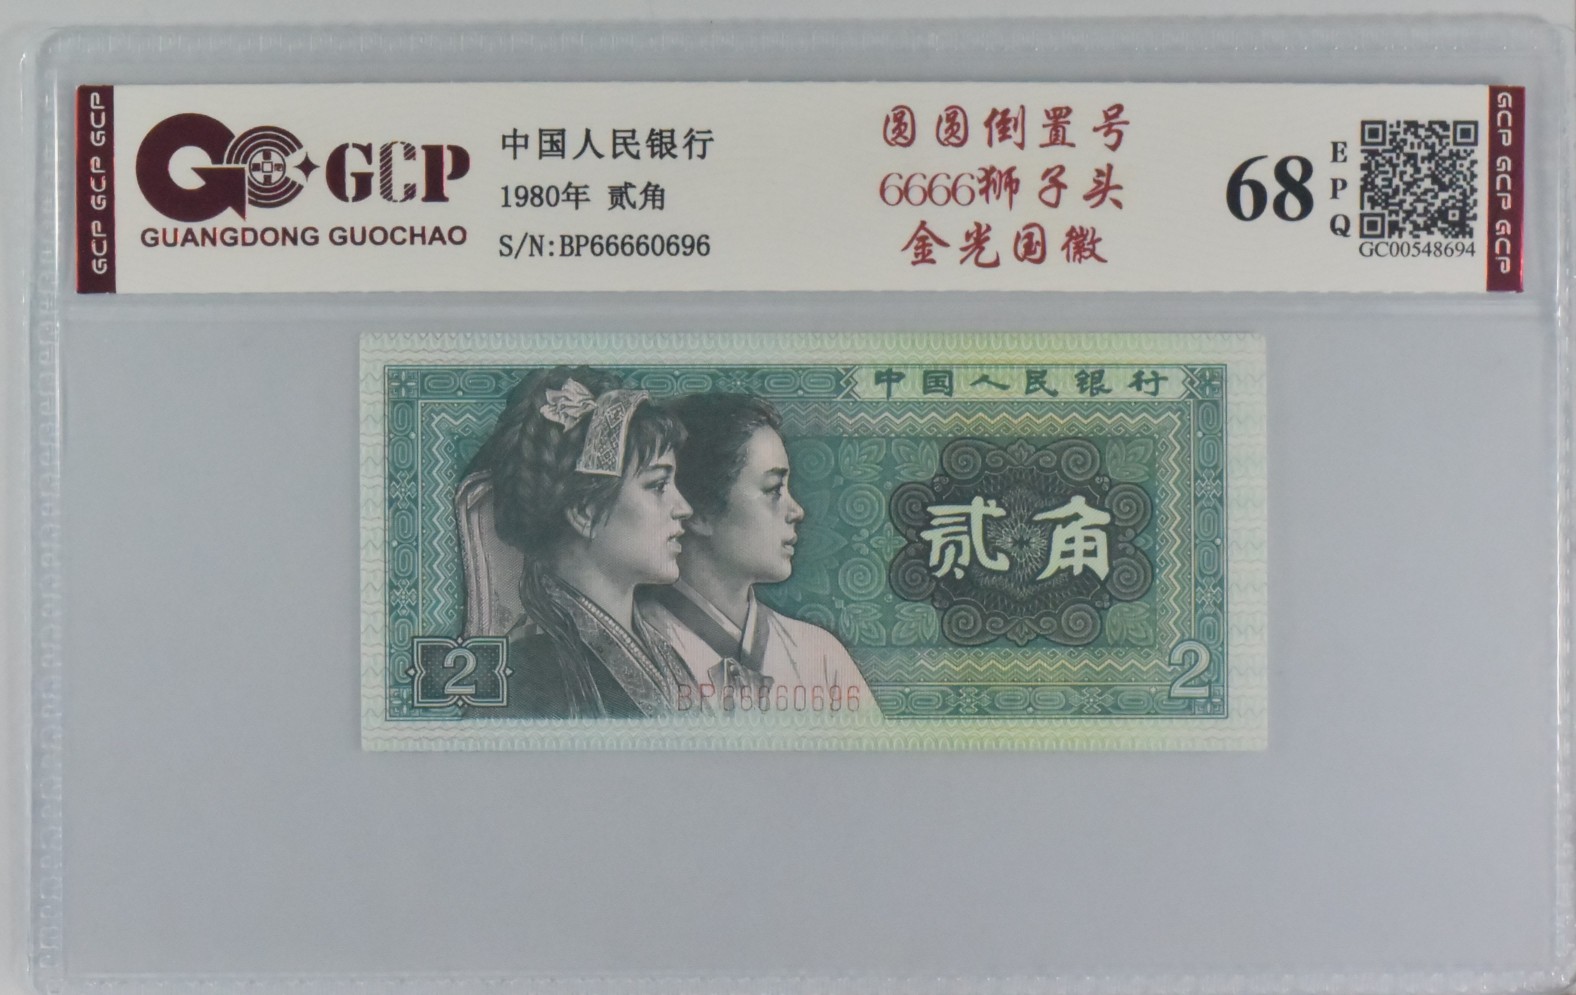 GCP GCP GCP
GCP
GUANGDONG GUOCHAO
中国人民银行
1980年 贰角
S/N:BP66660696
圆圆倒置号
6666狮子头
金光国徽
68
EPQ
GC00548694
GCP GCP GCP
中国人民银行
贰角
2
2
BP66660696